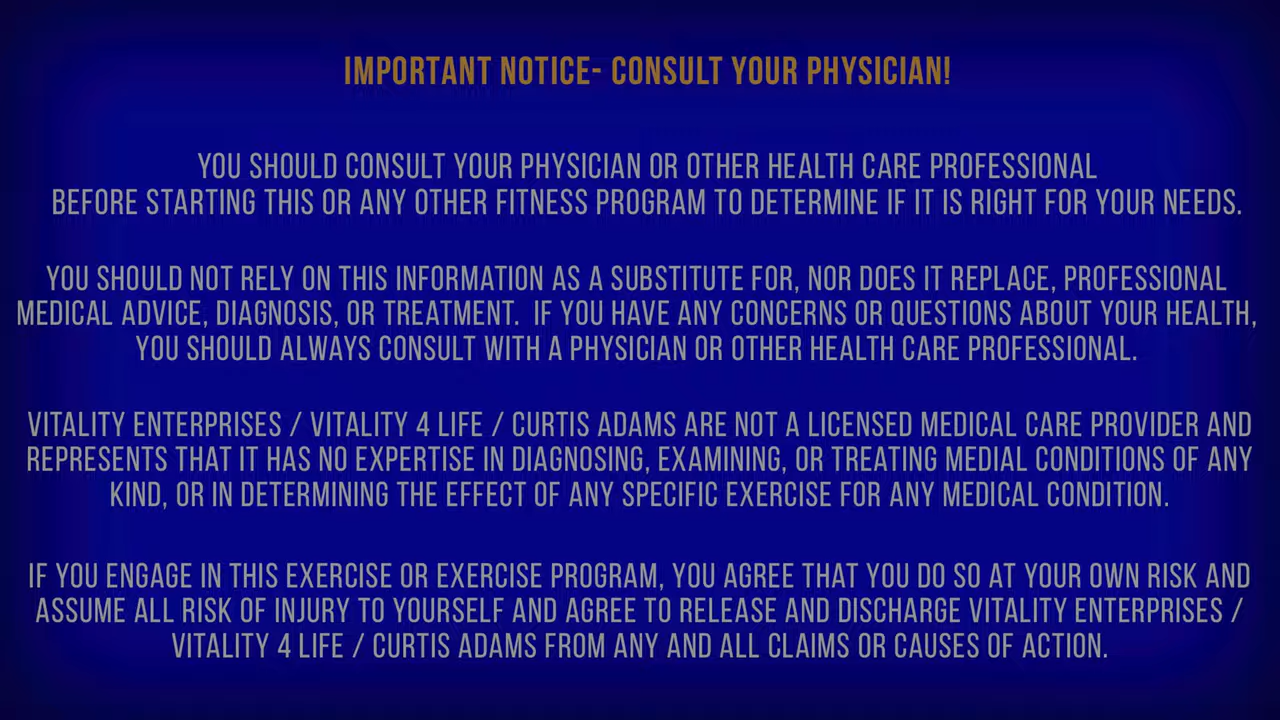 IMPORTANT NOTICE- CONSULT YOUR PHYSICIAN!
YOU SHOULD CONSULT YOUR PHYSICIAN OR OTHER HEALTH CARE PROFESSIONAL
BEFORE STARTING THIS OR ANY OTHER FITNESS PROGRAM TO DETERMINE IF IT IS RIGHT FOR YOUR NEEDS.
YOU SHOULD NOT RELY ON THIS INFORMATION AS A SUBSTITUTE FOR, NOR DOES IT REPLACE, PROFESSIONAL
MEDICAL ADVICE, DIAGNOSIS, OR TREATMENT.  IF YOU HAVE ANY CONCERNS OR QUESTIONS ABOUT YOUR HEALTH,
YOU SHOULD ALWAYS CONSULT WITH A PHYSICIAN OR OTHER HEALTH CARE PROFESSIONAL.
VITALITY ENTERPRISES / VITALITY 4 LIFE / CURTIS ADAMS ARE NOT A LICENSED MEDICAL CARE PROVIDER AND
REPRESENTS THAT IT HAS NO EXPERTISE IN DIAGNOSING, EXAMINING, OR TREATING MEDIAL CONDITIONS OF ANY
KIND, OR IN DETERMINING THE EFFECT OF ANY SPECIFIC EXERCISE FOR ANY MEDICAL CONDITION.
IF YOU ENGAGE IN THIS EXERCISE OR EXERCISE PROGRAM, YOU AGREE THAT YOU DO SO AT YOUR OWN RISK AND
ASSUME ALL RISK OF INJURY TO YOURSELF AND AGREE TO RELEASE AND DISCHARGE VITALITY ENTERPRISES /
VITALITY 4 LIFE / CURTIS ADAMS FROM ANY AND ALL CLAIMS OR CAUSES OF ACTION.